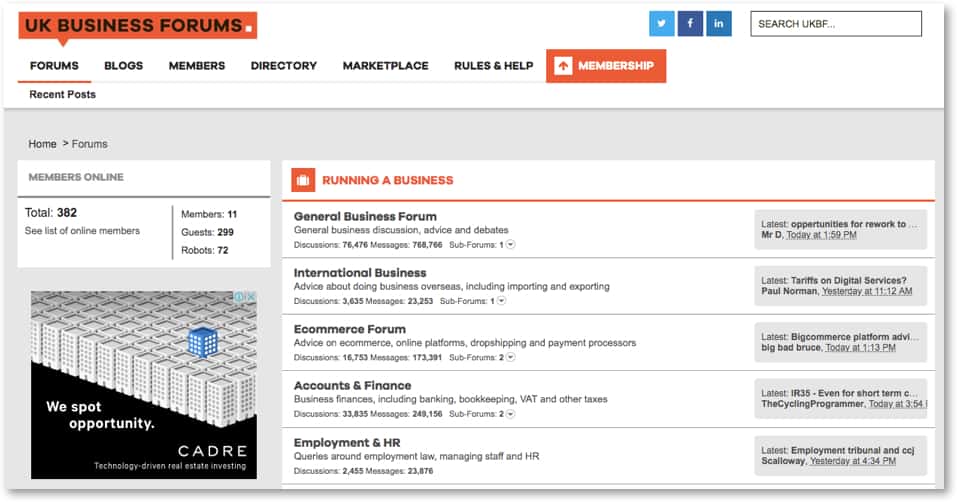 UK BUSINESS FORUMS.
SEARCH UKBF...
FORUMS BLOGS MEMBERS DIRECTORY MARKETPLACE RULES & HELP MEMBERSHIP
Recent Posts
Home > Forums
MEMBERS ONLINE
Total: 382
See list of online members
Members: 11
Guests: 299
Robots: 72
We spot
opportunity.
CADRE
Technology-driven real estate investing
RUNNING A BUSINESS
General Business Forum
General business discussion, advice and debates
Discussions: 76,476 Messages: 768,766 Sub-Forums: 1
Latest: oppertunities for rework to ...
Mr D, Today at 1:59 PM
International Business
Advice about doing business overseas, including importing and exporting
Discussions: 3,635 Messages: 23,253 Sub-Forums: 1
Latest: Tariffs on Digital Services?
Paul Norman, Yesterday at 11:12 AM
Ecommerce Forum
Advice on ecommerce, online platforms, dropshipping and payment processors
Discussions: 16,753 Messages: 173,391 Sub-Forums: 2
Latest: Bigcommerce platform advi...
big bad bruce, Today at 1:13 PM
Accounts & Finance
Business finances, including banking, bookkeeping, VAT and other taxes
Discussions: 33,835 Messages: 249,156 Sub-Forums: 2
Latest: IR35 - Even for short term c...
TheCyclingProgrammer, Today at 3:54 P
Employment & HR
Queries around employment law, managing staff and HR
Discussions: 2,455 Messages: 23,876
Latest: Employment tribunal and ccj
Scalloway, Yesterday at 4:34 PM